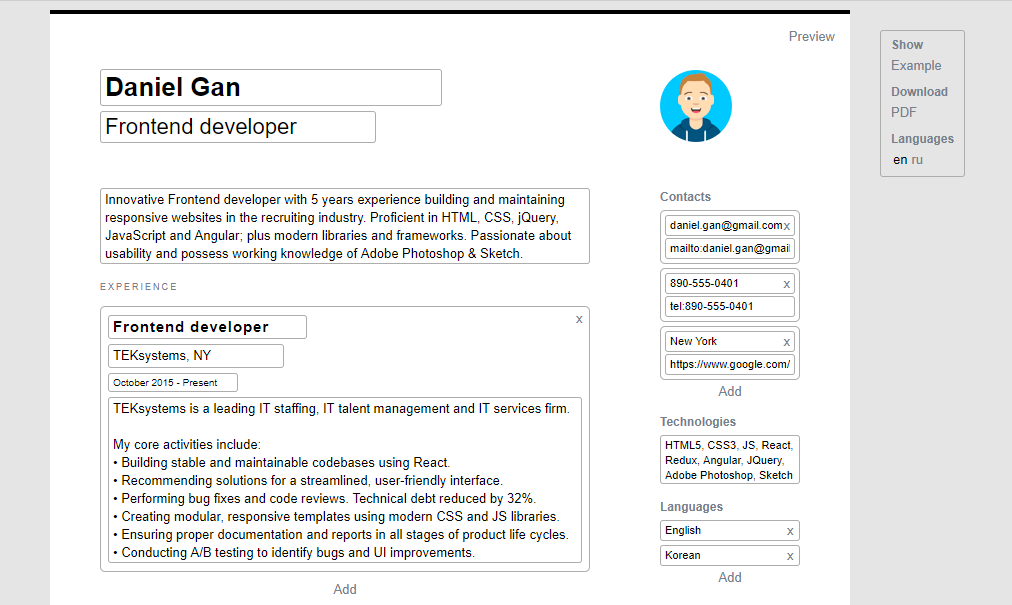 Preview
Daniel Gan
Frontend developer
Innovative Frontend developer with 5 years experience building and maintaining
responsive websites in the recruiting industry. Proficient in HTML, CSS, jQuery,
JavaScript and Angular; plus modern libraries and frameworks. Passionate about
usability and possess working knowledge of Adobe Photoshop & Sketch.
EXPERIENCE
Frontend developer
x
TEKsystems, NY
October 2015 - Present
TEKsystems is a leading IT staffing, IT talent management and IT services firm.
My core activities include:
• Building stable and maintainable codebases using React.
• Recommending solutions for a streamlined, user-friendly interface.
• Performing bug fixes and code reviews. Technical debt reduced by 32%.
• Creating modular, responsive templates using modern CSS and JS libraries.
• Ensuring proper documentation and reports in all stages of product life cycles.
• Conducting A/B testing to identify bugs and UI improvements.
Add
Contacts
daniel.gan@gmail.com x
mailto:daniel.gan@gmail
890-555-0401 x
tel:890-555-0401
New York x
https://www.google.com/
Add
Technologies
HTML5, CSS3, JS, React,
Redux, Angular, JQuery,
Adobe Photoshop, Sketch
Languages
English x
Korean x
Add
Show
Example
Download
PDF
Languages
en ru